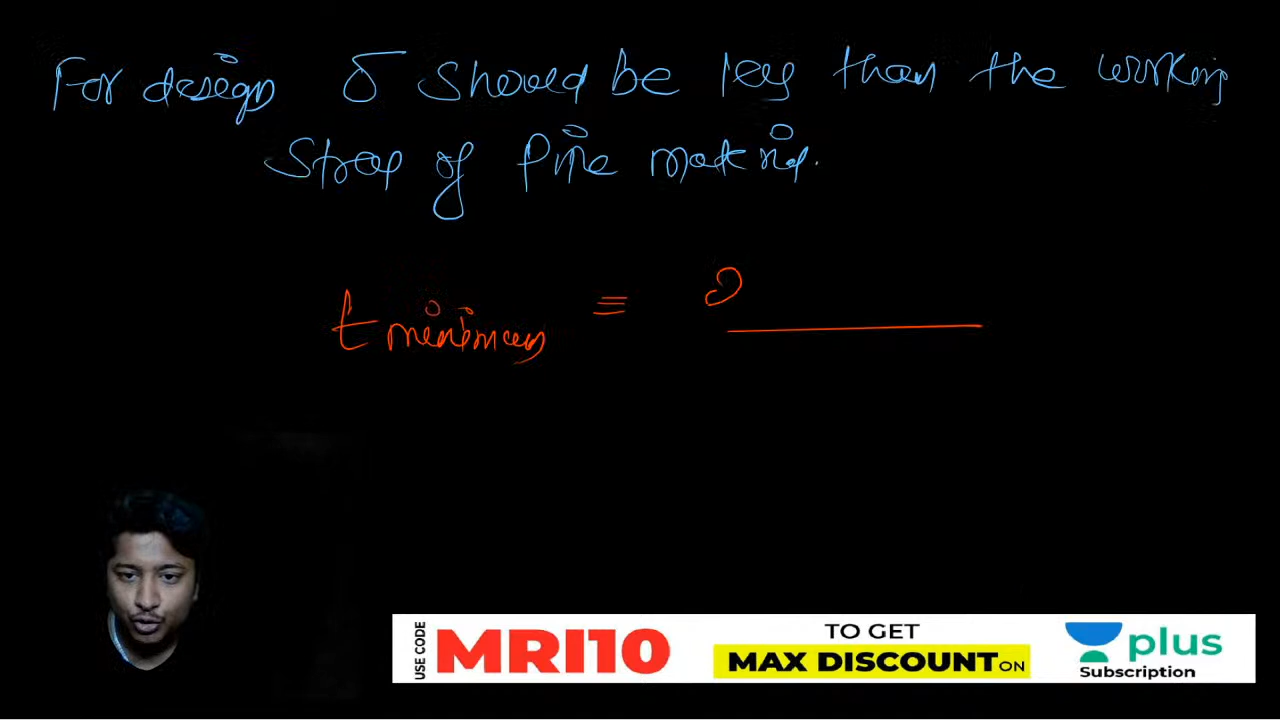 For design σ should be less than the working
stress of pipe material.
t minimum =
USE CODE
MRI10
TO GET
MAX DISCOUNT ON
plus
Subscription